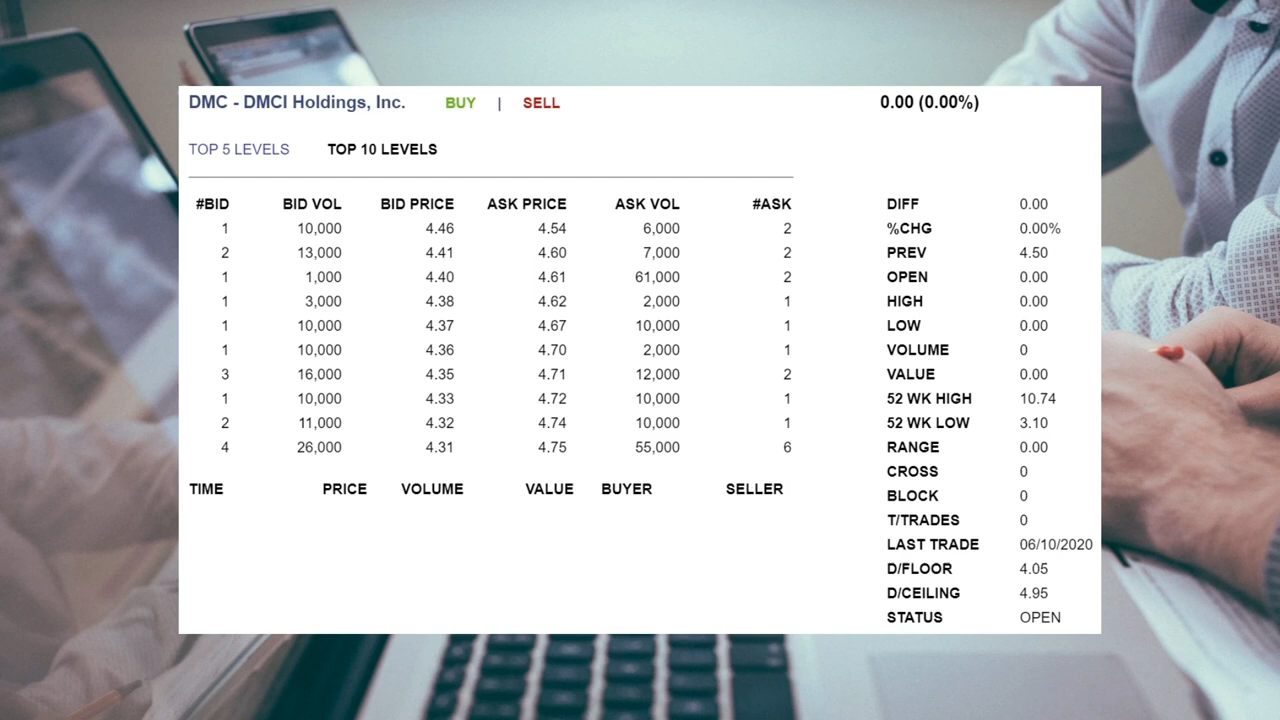 DMC - DMCI Holdings, Inc. BUY | SELL 0.00 (0.00%)
TOP 5 LEVELS TOP 10 LEVELS
#BID BID VOL BID PRICE ASK PRICE ASK VOL #ASK DIFF 0.00
1 10,000 4.46 4.54 6,000 2 %CHG 0.00%
2 13,000 4.41 4.60 7,000 2 PREV 4.50
1 1,000 4.40 4.61 61,000 2 OPEN 0.00
1 3,000 4.38 4.62 2,000 1 HIGH 0.00
1 10,000 4.37 4.67 10,000 1 LOW 0.00
1 10,000 4.36 4.70 2,000 1 VOLUME 0
3 16,000 4.35 4.71 12,000 2 VALUE 0.00
1 10,000 4.33 4.72 10,000 1 52 WK HIGH 10.74
2 11,000 4.32 4.74 10,000 1 52 WK LOW 3.10
4 26,000 4.31 4.75 55,000 6 RANGE 0.00
CROSS 0
TIME PRICE VOLUME VALUE BUYER SELLER BLOCK 0
T/TRADES 0
LAST TRADE 06/10/2020
D/FLOOR 4.05
D/CEILING 4.95
STATUS OPEN